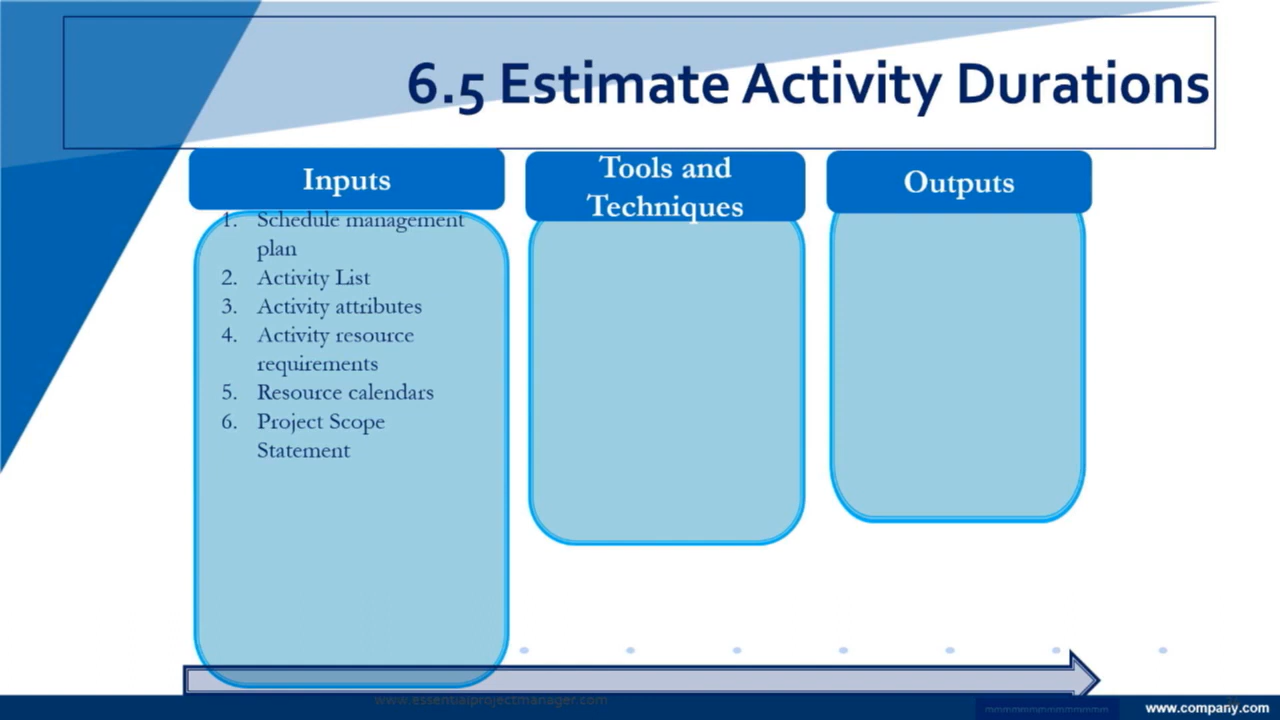 6.5 Estimate Activity Durations
Inputs
1. Schedule management
plan
2. Activity List
3. Activity attributes
4. Activity resource
requirements
5. Resource calendars
6. Project Scope
Statement
Tools and
Techniques
Outputs
www.essentialprojectmanager.com
www.company.com